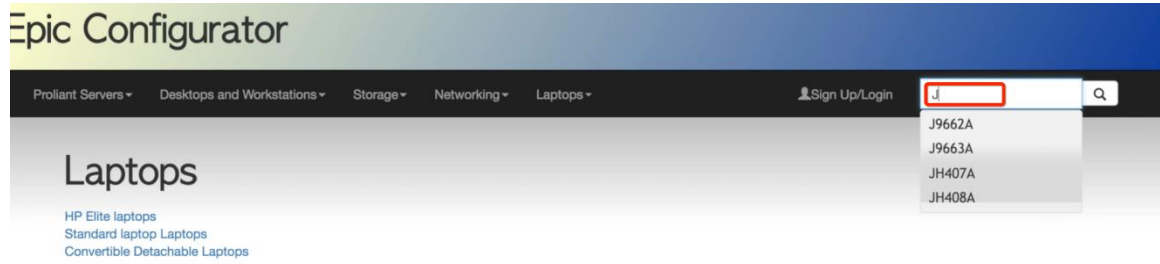 Epic Configurator
Proliant Servers Desktops and Workstations Storage Networking Laptops Sign Up/Login J
J9662A
J9663A
JH407A
JH408A
Laptops
HP Elite laptops
Standard laptop Laptops
Convertible Detachable Laptops